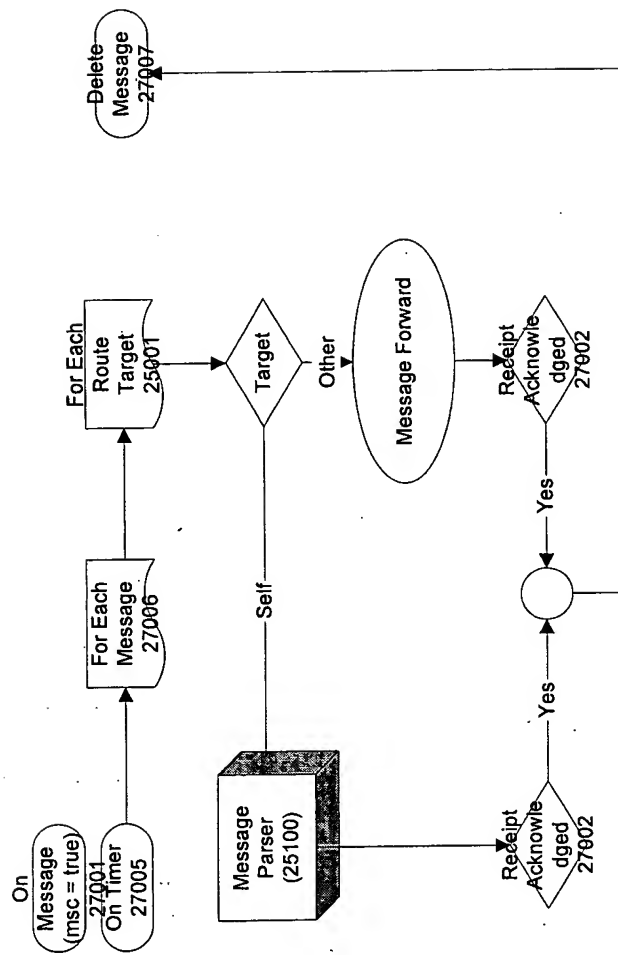 On
Message
(msc = true)
27001
On Timer
27005
For Each
Message
27006
For Each
Route
Target
25001
Delete
Message
27007
Target
Self
Other
Message
Parser
(25100)
Message Forward
Receipt
Acknowle
dged
27002
Yes
Yes
Receipt
Acknowle
dged
27002